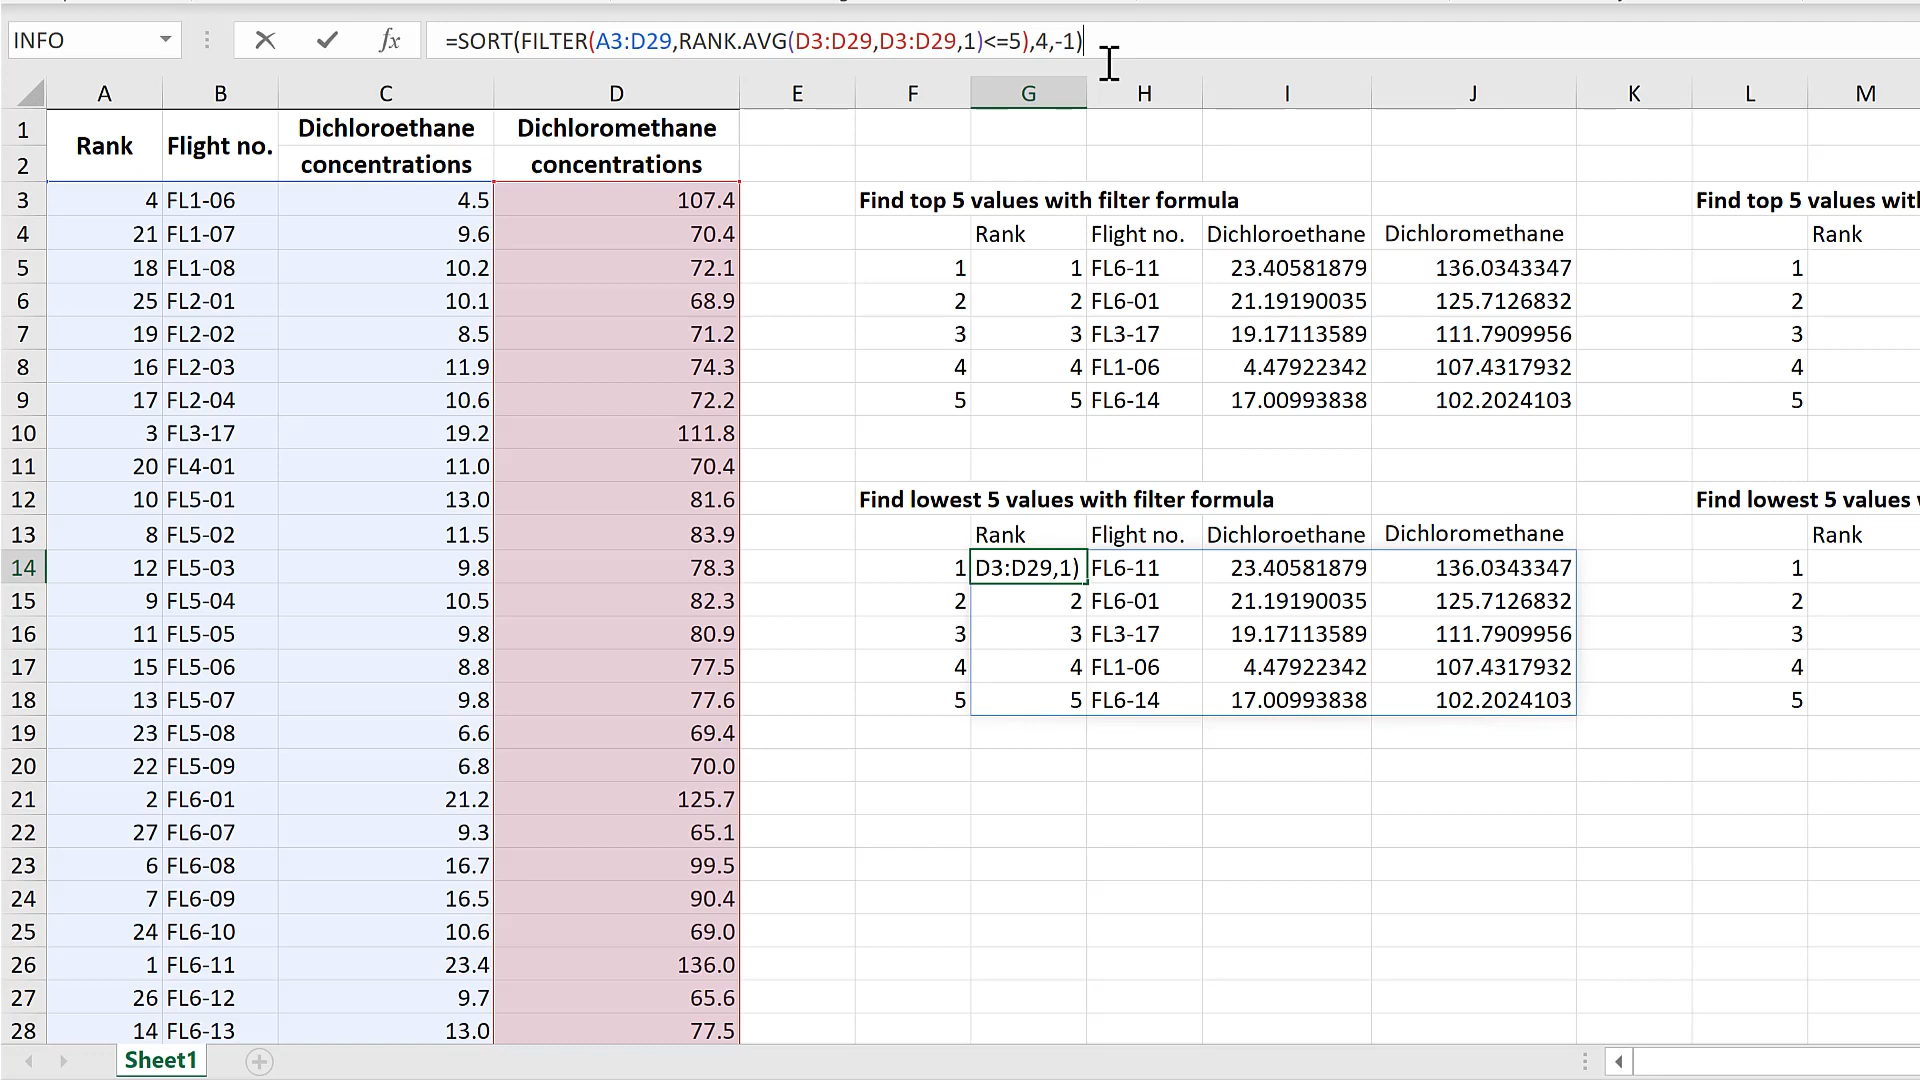 INFO
fx
=SORT(FILTER(A3:D29,RANK.AVG(D3:D29,D3:D29,1)<=5),4,-1)
A B C D E F G H I J K L M
1 Rank Flight no. Dichloroethane Dichloromethane
2 concentrations concentrations
3 4 FL1-06 4.5 107.4 Find top 5 values with filter formula Find top 5 values
4 21 FL1-07 9.6 70.4 Rank Flight no. Dichloroethane Dichloromethane Rank
5 18 FL1-08 10.2 72.1 1 1 FL6-11 23.40581879 136.0343347 1
6 25 FL2-01 10.1 68.9 2 2 FL6-01 21.19190035 125.7126832 2
7 19 FL2-02 8.5 71.2 3 3 FL3-17 19.17113589 111.7909956 3
8 16 FL2-03 11.9 74.3 4 4 FL1-06 4.47922342 107.4317932 4
9 17 FL2-04 10.6 72.2 5 5 FL6-14 17.00993838 102.2024103 5
10 3 FL3-17 19.2 111.8
11 20 FL4-01 11.0 70.4
12 10 FL5-01 13.0 81.6 Find lowest 5 values with filter formula Find lowest 5 values
13 8 FL5-02 11.5 83.9 Rank Flight no. Dichloroethane Dichloromethane Rank
14 12 FL5-03 9.8 78.3 1 D3:D29,1) FL6-11 23.40581879 136.0343347 1
15 9 FL5-04 10.5 82.3 2 2 FL6-01 21.19190035 125.7126832 2
16 11 FL5-05 9.8 80.9 3 3 FL3-17 19.17113589 111.7909956 3
17 15 FL5-06 8.8 77.5 4 4 FL1-06 4.47922342 107.4317932 4
18 13 FL5-07 9.8 77.6 5 5 FL6-14 17.00993838 102.2024103 5
19 23 FL5-08 6.6 69.4
20 22 FL5-09 6.8 70.0
21 2 FL6-01 21.2 125.7
22 27 FL6-07 9.3 65.1
23 6 FL6-08 16.7 99.5
24 7 FL6-09 16.5 90.4
25 24 FL6-10 10.6 69.0
26 1 FL6-11 23.4 136.0
27 26 FL6-12 9.7 65.6
28 14 FL6-13 13.0 77.5
Sheet1